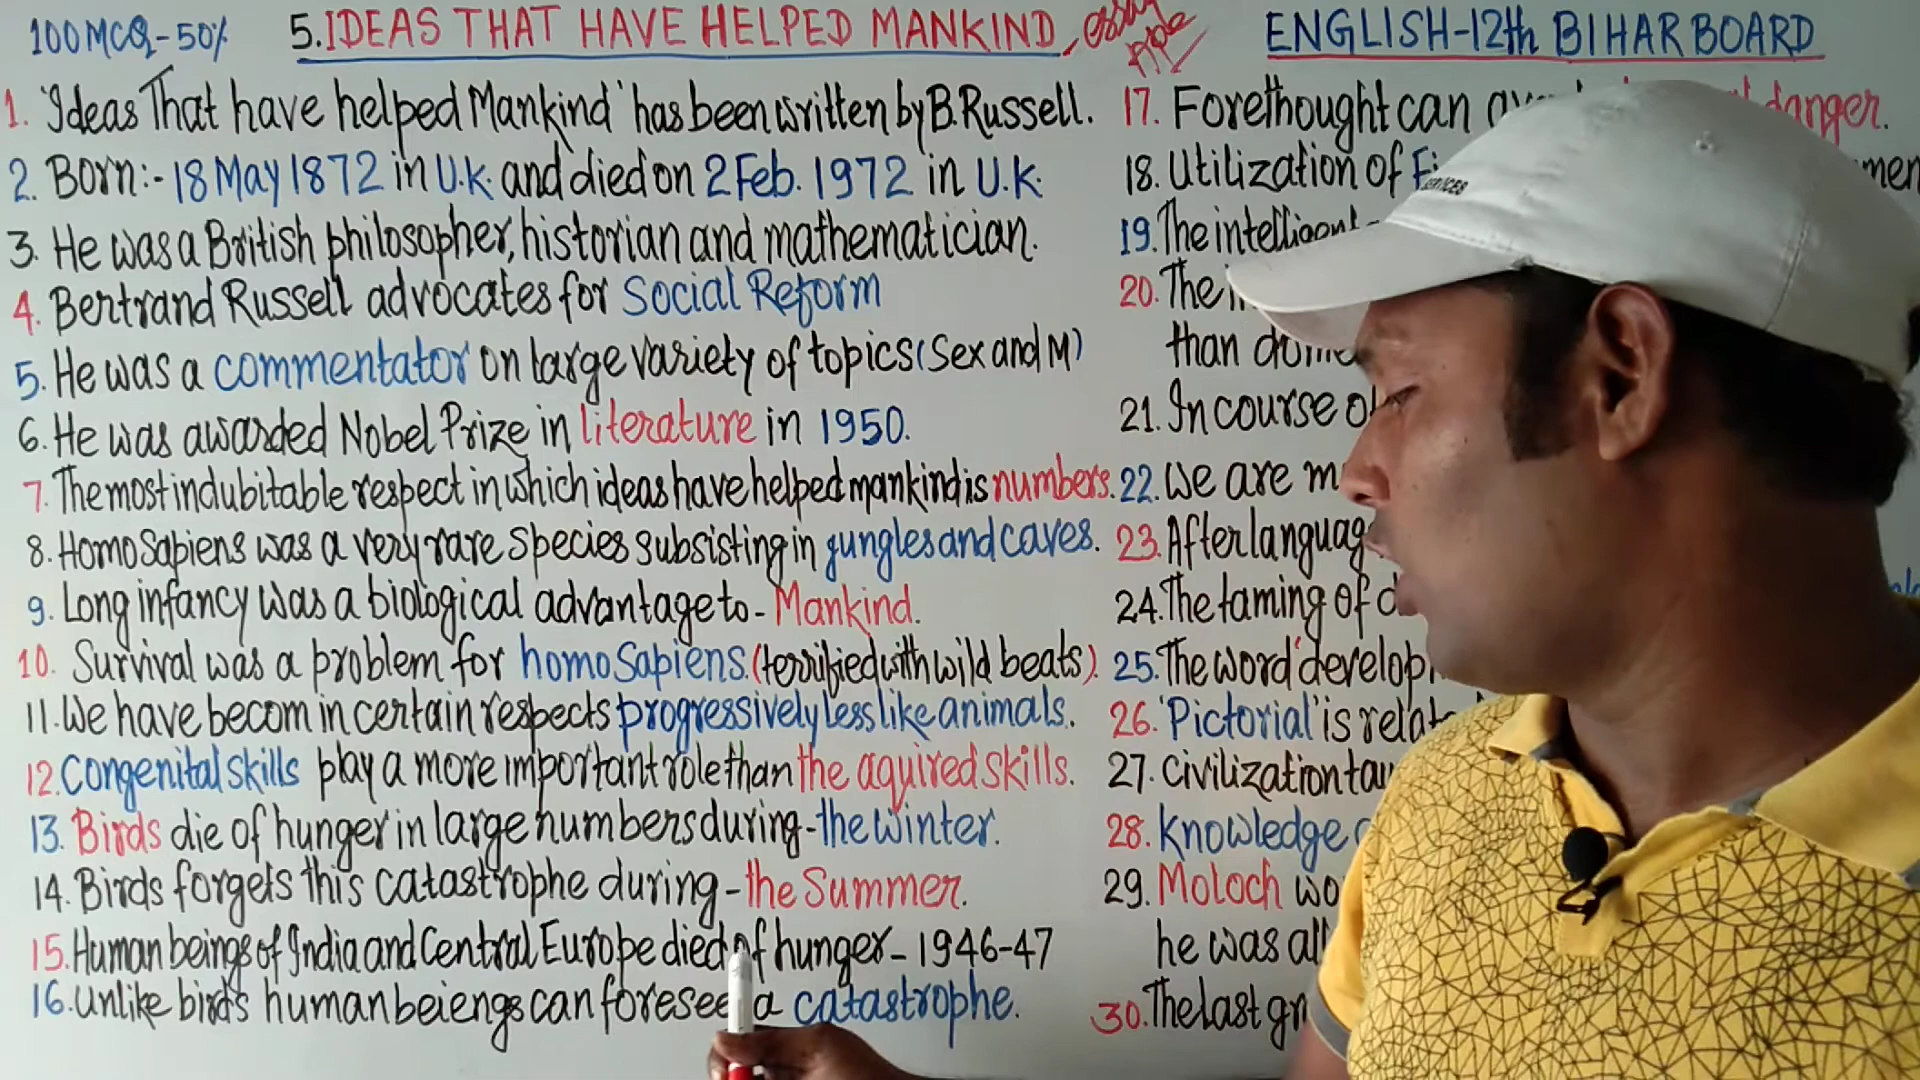 100 MCQ-50%
5. IDEAS THAT HAVE HELPED MANKIND, essay
ENGLISH-12th BIHAR BOARD
1. 'Ideas That have helped Mankind' has been written by B. Russell.
2. Born:- 18 May 1872 in U.k. and died on 2 Feb. 1972 in U.k.
3. He was a British philosopher, historian and mathematician.
4. Bertrand Russell advocates for Social Reform
5. He was a commentator on large variety of topics (Sex and M)
6. He was awarded Nobel Prize in literature in 1950.
7. The most indubitable respect in which ideas have helped mankind is numbers.
8. Homo Sapiens was a very rare species subsisting in jungles and caves.
9. Long infancy was a biological advantage to - Mankind.
10. Survival was a problem for homo Sapiens. (terrified with wild beats).
11. We have becom in certain respects progressively less like animals.
12. Congenital skills play a more important role than the aquired skills.
13. Birds die of hunger in large numbers during - the winter.
14. Birds forgets this catastrophe during - the Summer.
15. Human beings of India and Central Europe died of hunger - 1946-47
16. Unlike birds human beiengs can foresee a catastrophe.
17. Forethought can danger.
18. Utilization of
19. The intelligent
20. The
than
21. In course
22. We are
23. After
24. The taming of
25. The word
26. 'Pictorial' is
27. Civilization
28. Knowledge
29. Moloch
he was
30. The last